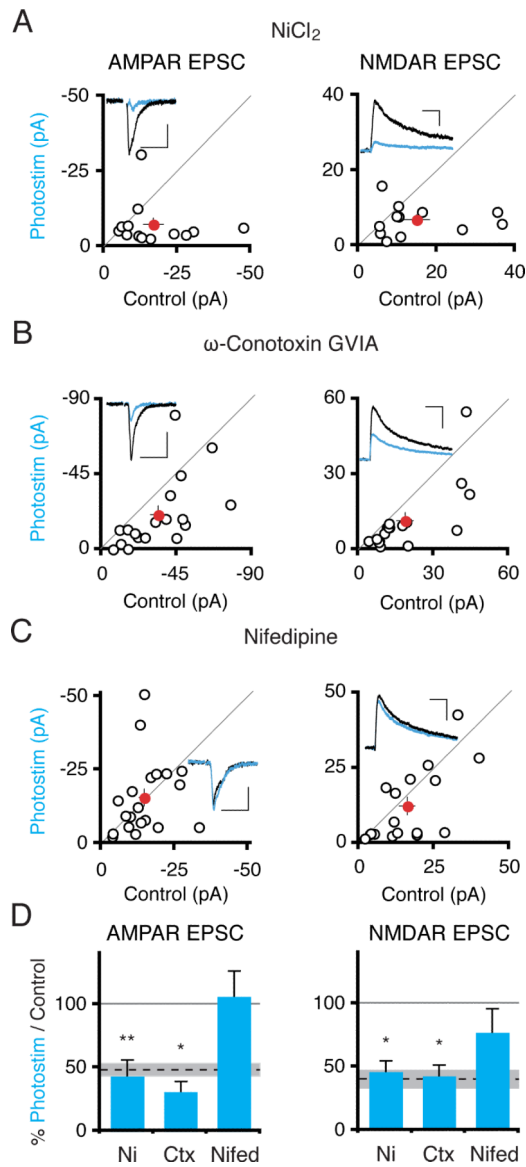 A
NiCl2
AMPAR EPSC
NMDAR EPSC
Photostim (pA)
-50
-25
0
0
-25
-50
Control (pA)
40
20
0
0
20
40
Control (pA)
B
ω-Conotoxin GVIA
Photostim (pA)
-90
-45
0
0
-45
-90
Control (pA)
60
30
0
0
30
60
Control (pA)
C
Nifedipine
Photostim (pA)
-50
-25
0
0
-25
-50
Control (pA)
50
25
0
0
25
50
Control (pA)
D
AMPAR EPSC
NMDAR EPSC
% Photostim / Control
100
50
0
**
*
Ni
Ctx
Nifed
100
50
0
*
*
Ni
Ctx
Nifed